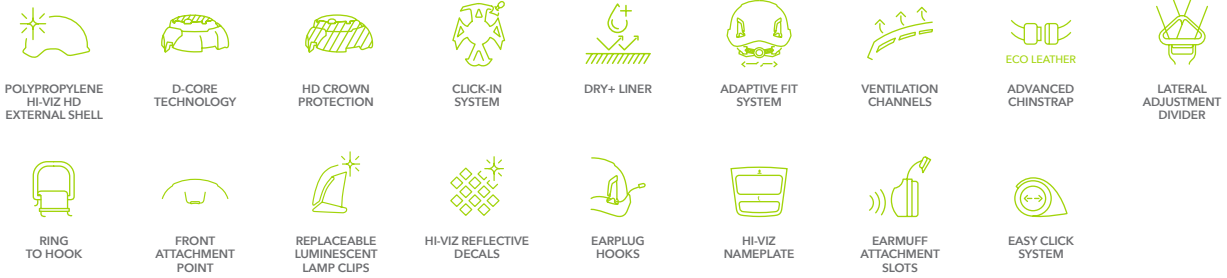 ECO LEATHER
POLYPROPYLENE
HI-VIZ HD
EXTERNAL SHELL
D-CORE
TECHNOLOGY
HD CROWN
PROTECTION
CLICK-IN
SYSTEM
DRY+ LINER
ADAPTIVE FIT
SYSTEM
VENTILATION
CHANNELS
ADVANCED
CHINSTRAP
LATERAL
ADJUSTMENT
DIVIDER
RING
TO HOOK
FRONT
ATTACHMENT
POINT
REPLACEABLE
LUMINESCENT
LAMP CLIPS
HI-VIZ REFLECTIVE
DECALS
EARPLUG
HOOKS
HI-VIZ
NAMEPLATE
EARMUFF
ATTACHMENT
SLOTS
EASY CLICK
SYSTEM